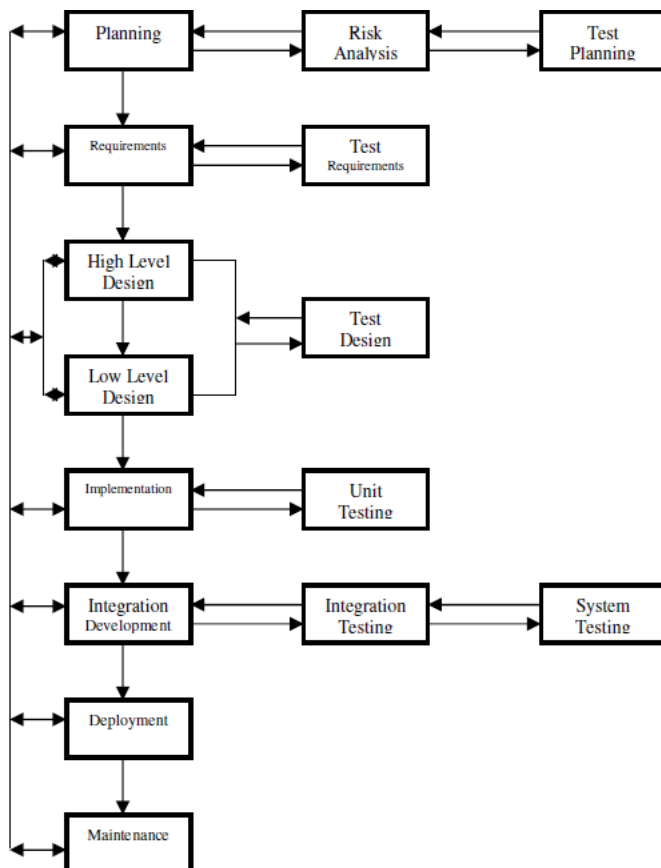 Planning
Risk
Analysis
Test
Planning
Requirements
Test
Requirements
High Level
Design
Test
Design
Low Level
Design
Implementation
Unit
Testing
Integration
Development
Integration
Testing
System
Testing
Deployment
Maintenance